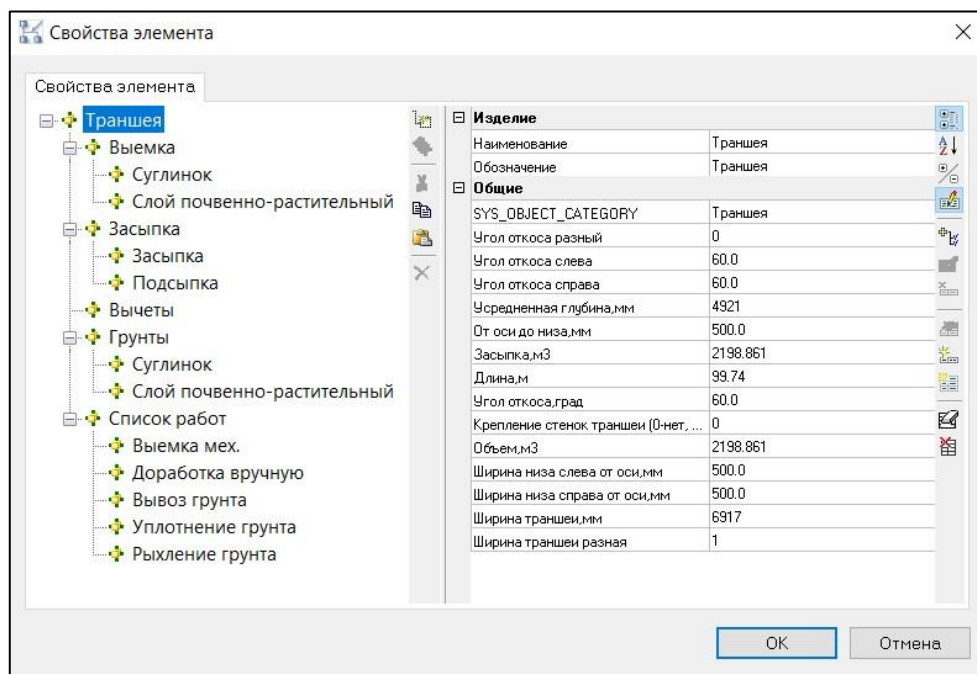 Свойства элемента
Свойства элемента
Траншея
Выемка
Суглинок
Слой почвенно-растительный
Засыпка
Засыпка
Подсыпка
Вычеты
Грунты
Суглинок
Слой почвенно-растительный
Список работ
Выемка мех.
Доработка вручную
Вывоз грунта
Уплотнение грунта
Рыхление грунта
Изделие
Наименование Траншея
Обозначение Траншея
Общие
SYS_OBJECT_CATEGORY Траншея
Угол откоса разный 0
Угол откоса слева 60.0
Угол откоса справа 60.0
Усредненная глубина,мм 4921
От оси до низа,мм 500.0
Засыпка,м3 2198.861
Длина,м 99.74
Угол откоса,град 60.0
Крепление стенок траншеи (0-нет, ... 0
Объем,м3 2198.861
Ширина низа слева от оси,мм 500.0
Ширина низа справа от оси,мм 500.0
Ширина траншеи,мм 6917
Ширина траншеи разная 1
OK Отмена